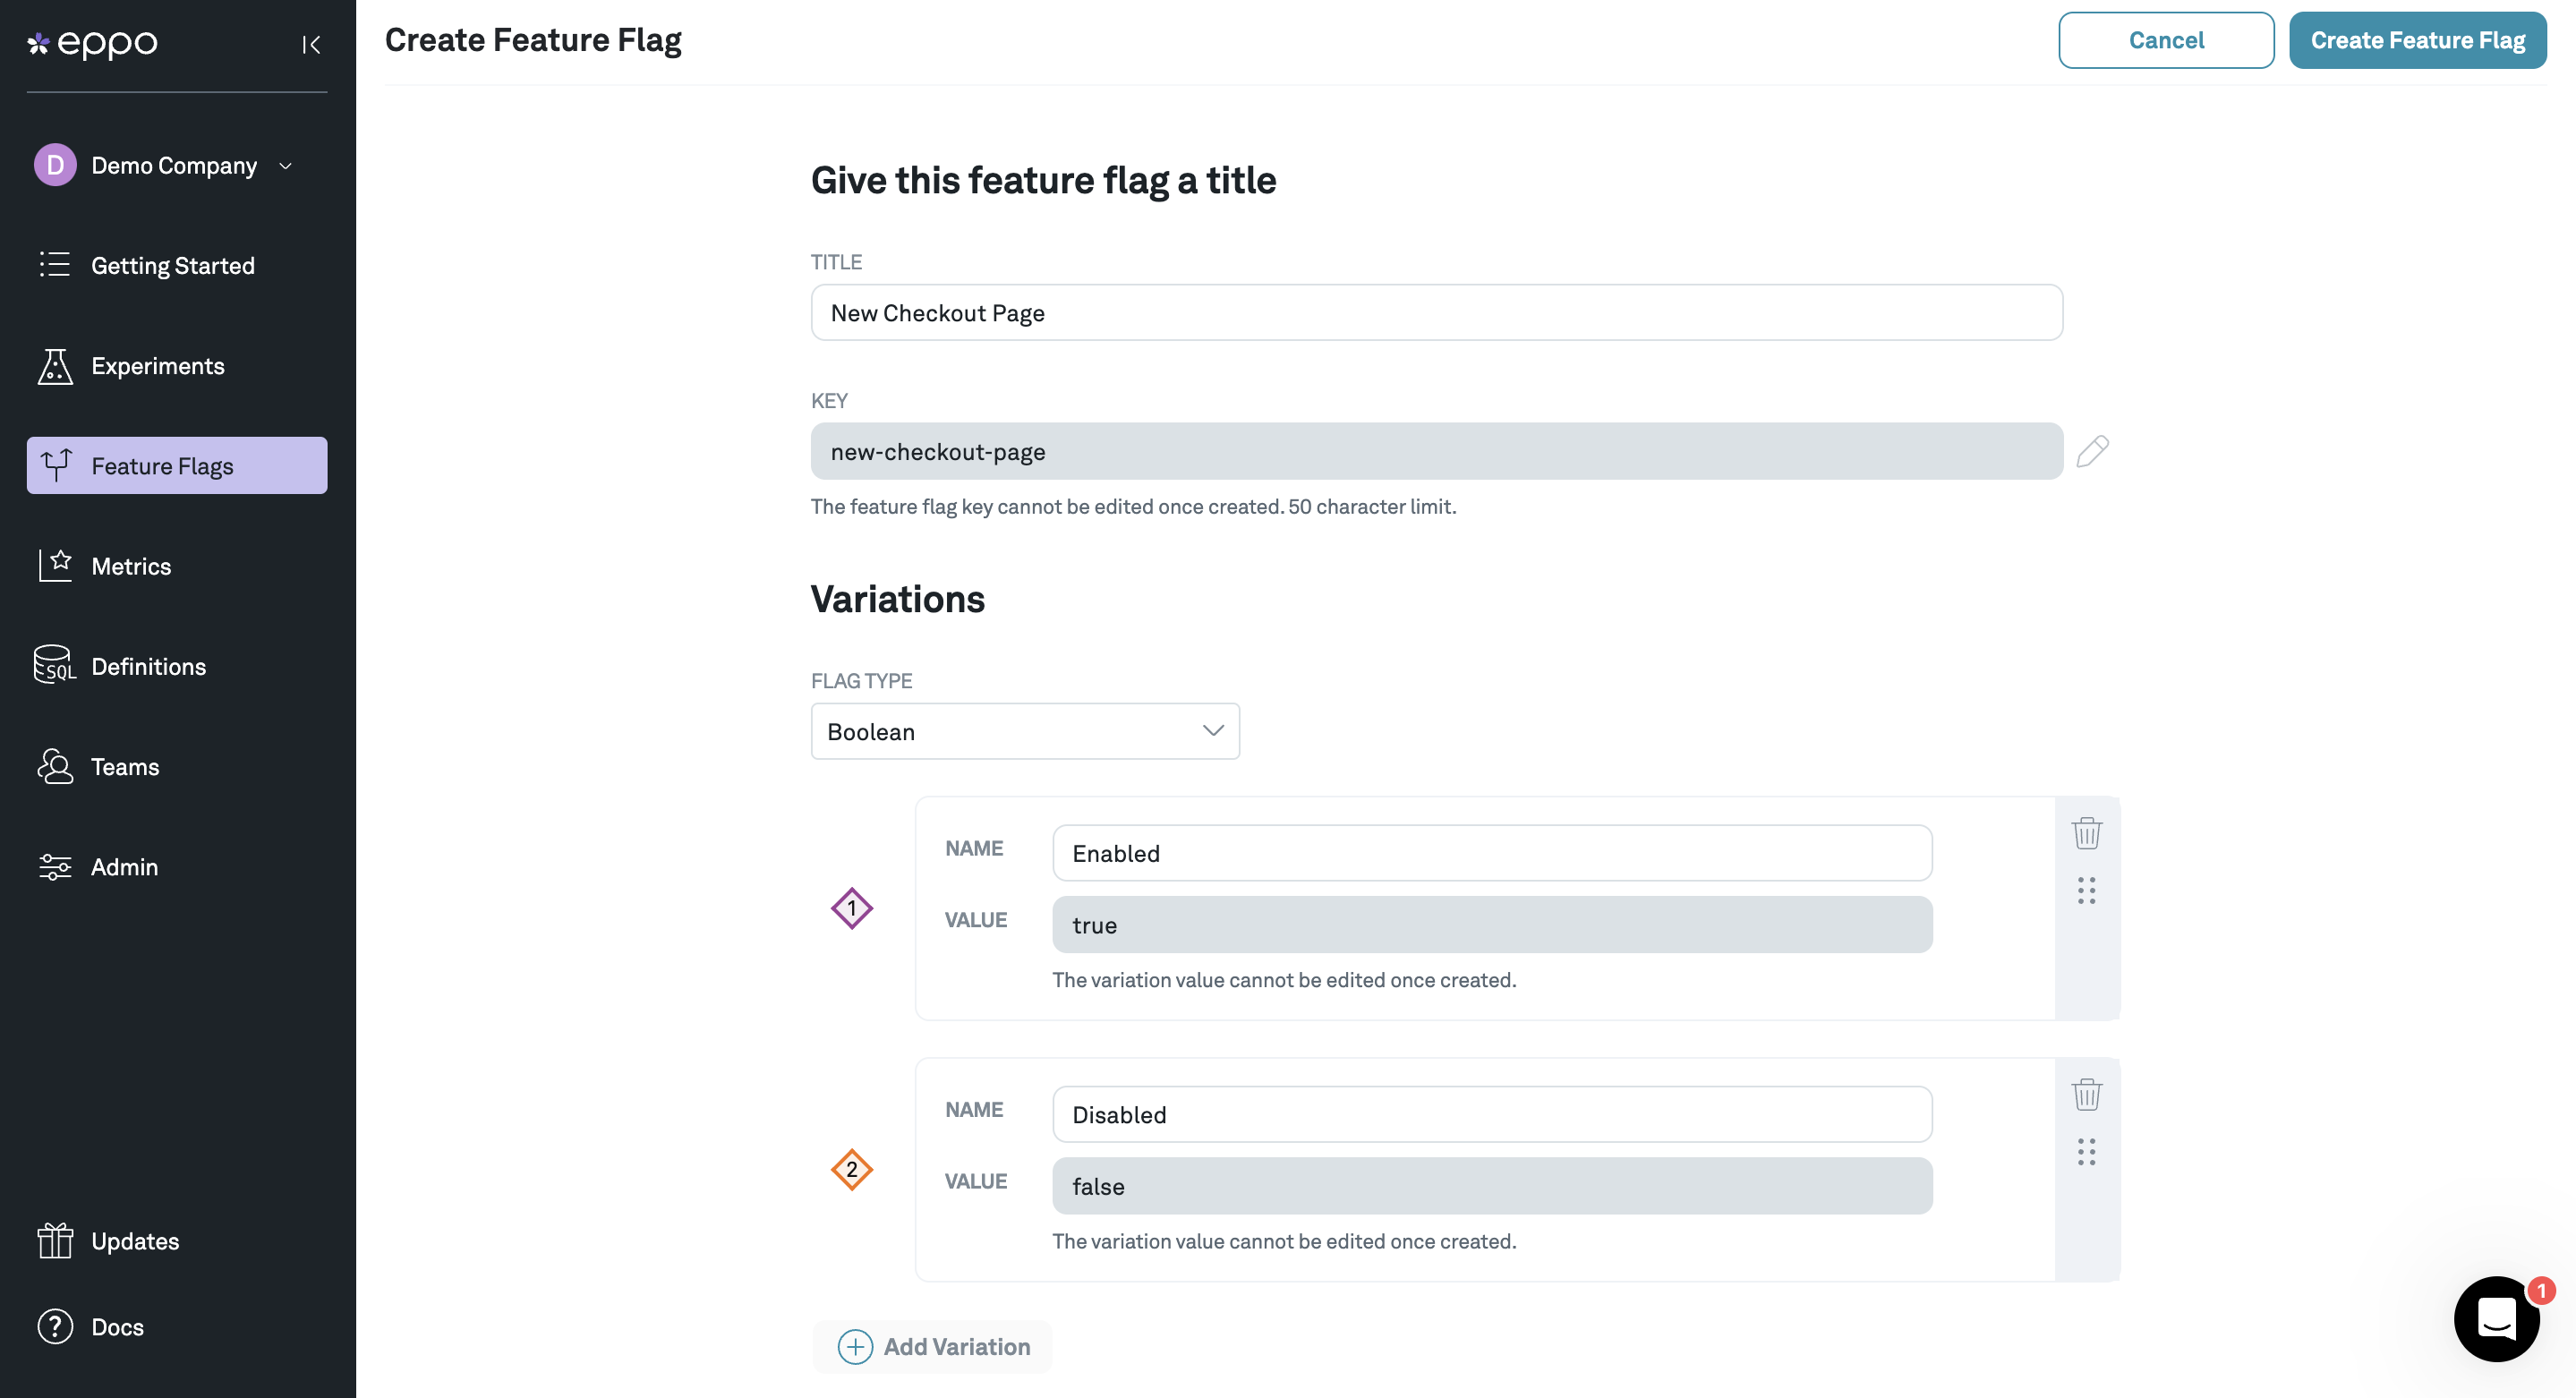 eppo
Demo Company
Getting Started
Experiments
Feature Flags
Metrics
SQL
Definitions
Teams
Admin
Updates
Docs
Create Feature Flag
Cancel
Create Feature Flag
Give this feature flag a title
TITLE
New Checkout Page
KEY
new-checkout-page
The feature flag key cannot be edited once created. 50 character limit.
Variations
FLAG TYPE
Boolean
1
NAME
Enabled
VALUE
true
The variation value cannot be edited once created.
2
NAME
Disabled
VALUE
false
The variation value cannot be edited once created.
Add Variation
D
?
1